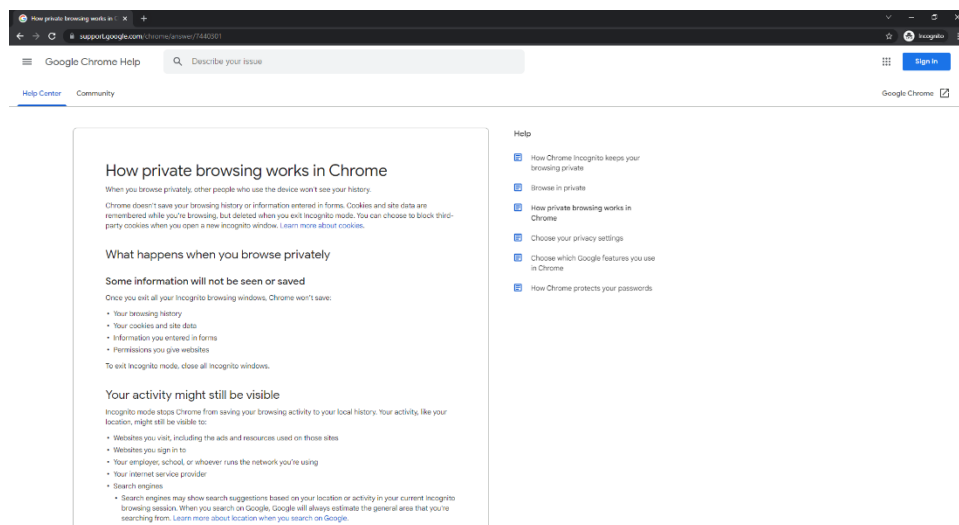 How private browsing works in C
support.google.com/chrome/answer/7440301
Incognito
Google Chrome Help
Describe your issue
Sign in
Help Center
Community
Google Chrome
How private browsing works in Chrome
When you browse privately, other people who use the device won't see your history.
Chrome doesn't save your browsing history or information entered in forms. Cookies and site data are
remembered while you're browsing, but deleted when you exit Incognito mode. You can choose to block third-
party cookies when you open a new incognito window. Learn more about cookies.
What happens when you browse privately
Some information will not be seen or saved
Once you exit all your Incognito browsing windows, Chrome won't save:
• Your browsing history
• Your cookies and site data
• Information you entered in forms
• Permissions you give websites
To exit Incognito mode, close all Incognito windows.
Your activity might still be visible
Incognito mode stops Chrome from saving your browsing activity to your local history. Your activity, like your
location, might still be visible to:
• Websites you visit, including the ads and resources used on those sites
• Websites you sign in to
• Your employer, school, or whoever runs the network you're using
• Your internet service provider
• Search engines
• Search engines may show search suggestions based on your location or activity in your current Incognito
browsing session. When you search on Google, Google will always estimate the general area that you're
searching from. Learn more about location when you search on Google.
Help
How Chrome Incognito keeps your
browsing private
Browse in private
How private browsing works in
Chrome
Choose your privacy settings
Choose which Google features you use
in Chrome
How Chrome protects your passwords